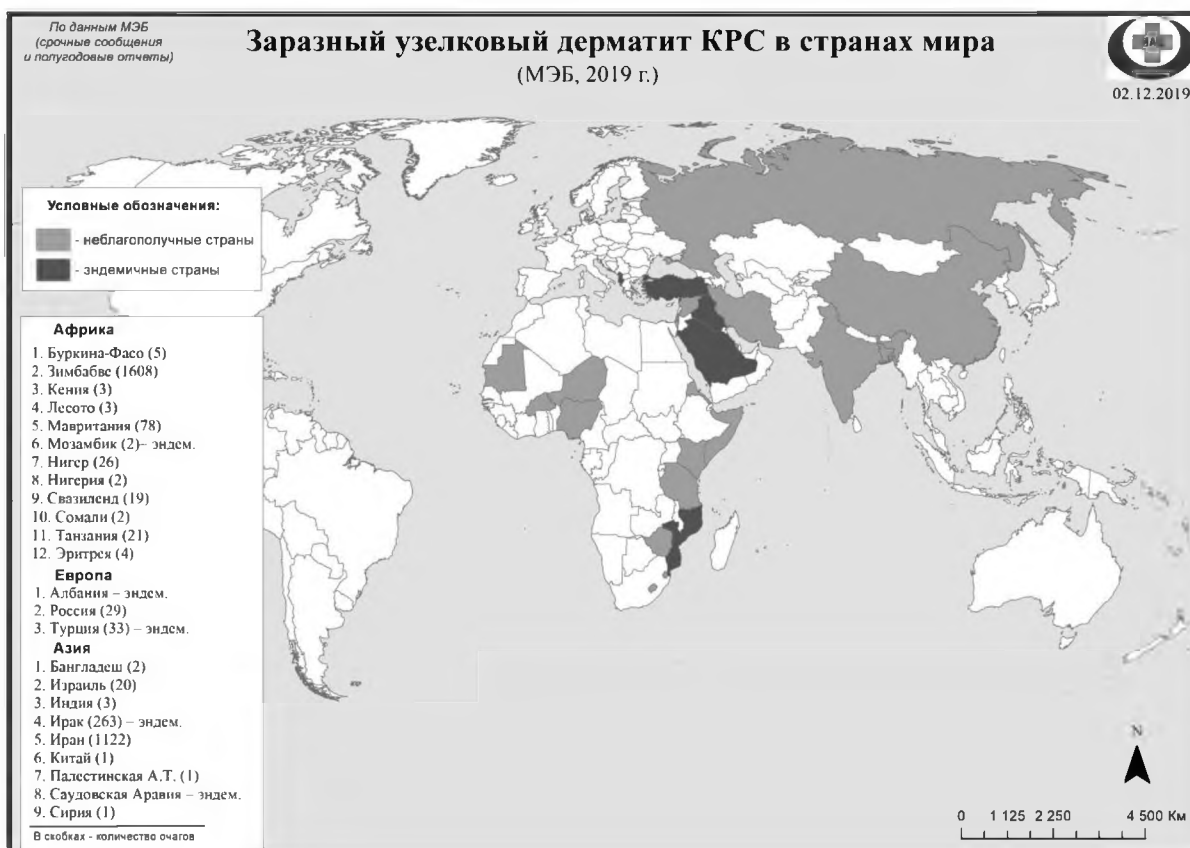 По данным МЭБ
(срочные сообщения
и полугодовые отчеты)
Заразный узелковый дерматит КРС в странах мира
(МЭБ, 2019 г.)
02.12.2019
Условные обозначения:
- неблагополучные страны
- эндемичные страны
Африка
1. Буркина-Фасо (5)
2. Зимбабве (1608)
3. Кения (3)
4. Лесото (3)
5. Мавритания (78)
6. Мозамбик (2)– эндем.
7. Нигер (26)
8. Нигерия (2)
9. Свазиленд (19)
10. Сомали (2)
11. Танзания (21)
12. Эритрея (4)
Европа
1. Албания – эндем.
2. Россия (29)
3. Турция (33) – эндем.
Азия
1. Бангладеш (2)
2. Израиль (20)
3. Индия (3)
4. Ирак (263) – эндем.
5. Иран (1122)
6. Китай (1)
7. Палестинская А.Т. (1)
8. Саудовская Аравия – эндем.
9. Сирия (1)
В скобках - количество очагов
N
0 1 125 2 250 4 500 Км